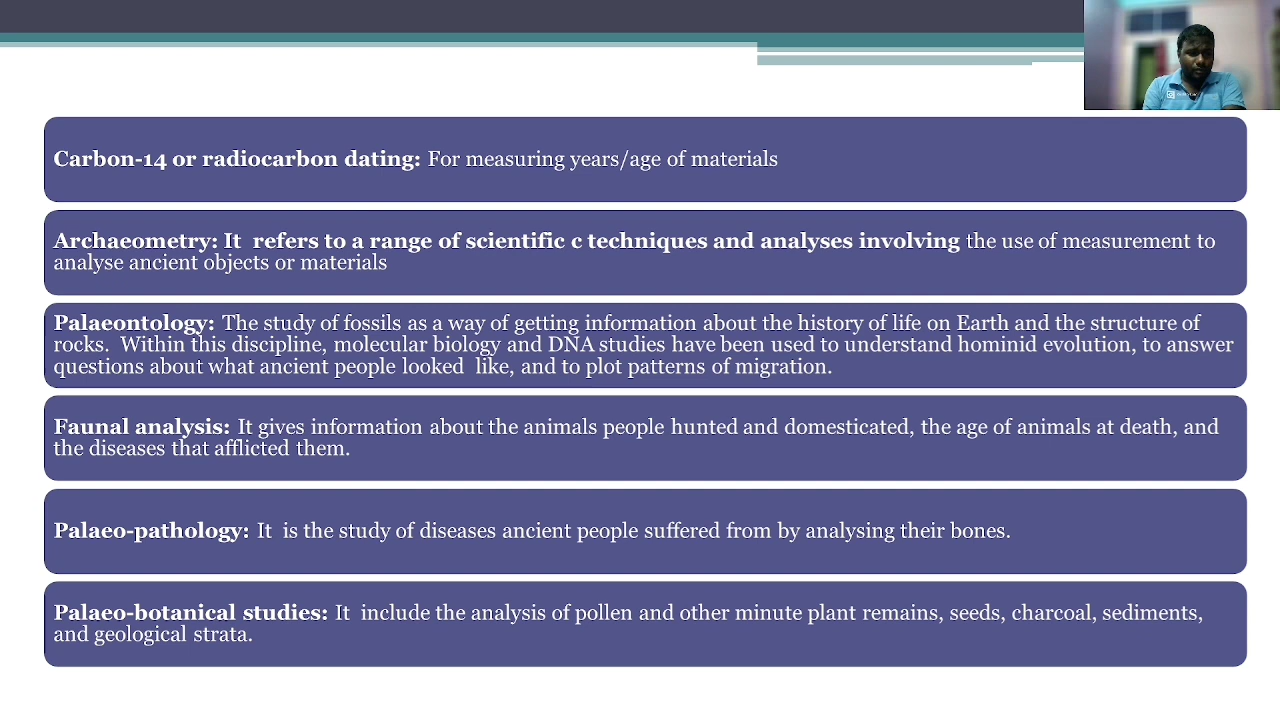 Carbon-14 or radiocarbon dating: For measuring years/age of materials
Archaeometry: It refers to a range of scientific c techniques and analyses involving the use of measurement to
analyse ancient objects or materials
Palaeontology: The study of fossils as a way of getting information about the history of life on Earth and the structure of
rocks. Within this discipline, molecular biology and DNA studies have been used to understand hominid evolution, to answer
questions about what ancient people looked like, and to plot patterns of migration.
Faunal analysis: It gives information about the animals people hunted and domesticated, the age of animals at death, and
the diseases that afflicted them.
Palaeo-pathology: It is the study of diseases ancient people suffered from by analysing their bones.
Palaeo-botanical studies: It include the analysis of pollen and other minute plant remains, seeds, charcoal, sediments,
and geological strata.